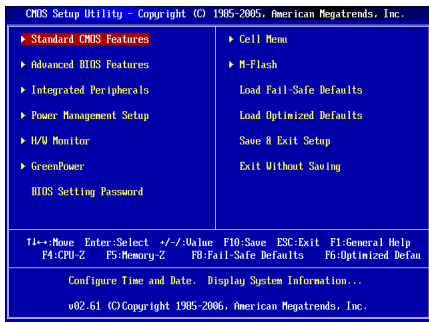 CMOS Setup Utility - Copyright (C) 1985-2005, American Megatrends, Inc.
Standard CMOS Features
Advanced BIOS Features
Integrated Peripherals
Power Management Setup
H/W Monitor
GreenPower
BIOS Setting Password
Cell Menu
M-Flash
Load Fail-Safe Defaults
Load Optimized Defaults
Save & Exit Setup
Exit Without Saving
↑↓←→:Move Enter:Select +/-/:Value F10:Save ESC:Exit F1:General Help
F4:CPU-Z F5:Memory-Z F8:Fail-Safe Defaults F6:Optimized Defau
Configure Time and Date. Display System Information...
v02.61 (C)Copyright 1985-2006, American Megatrends, Inc.